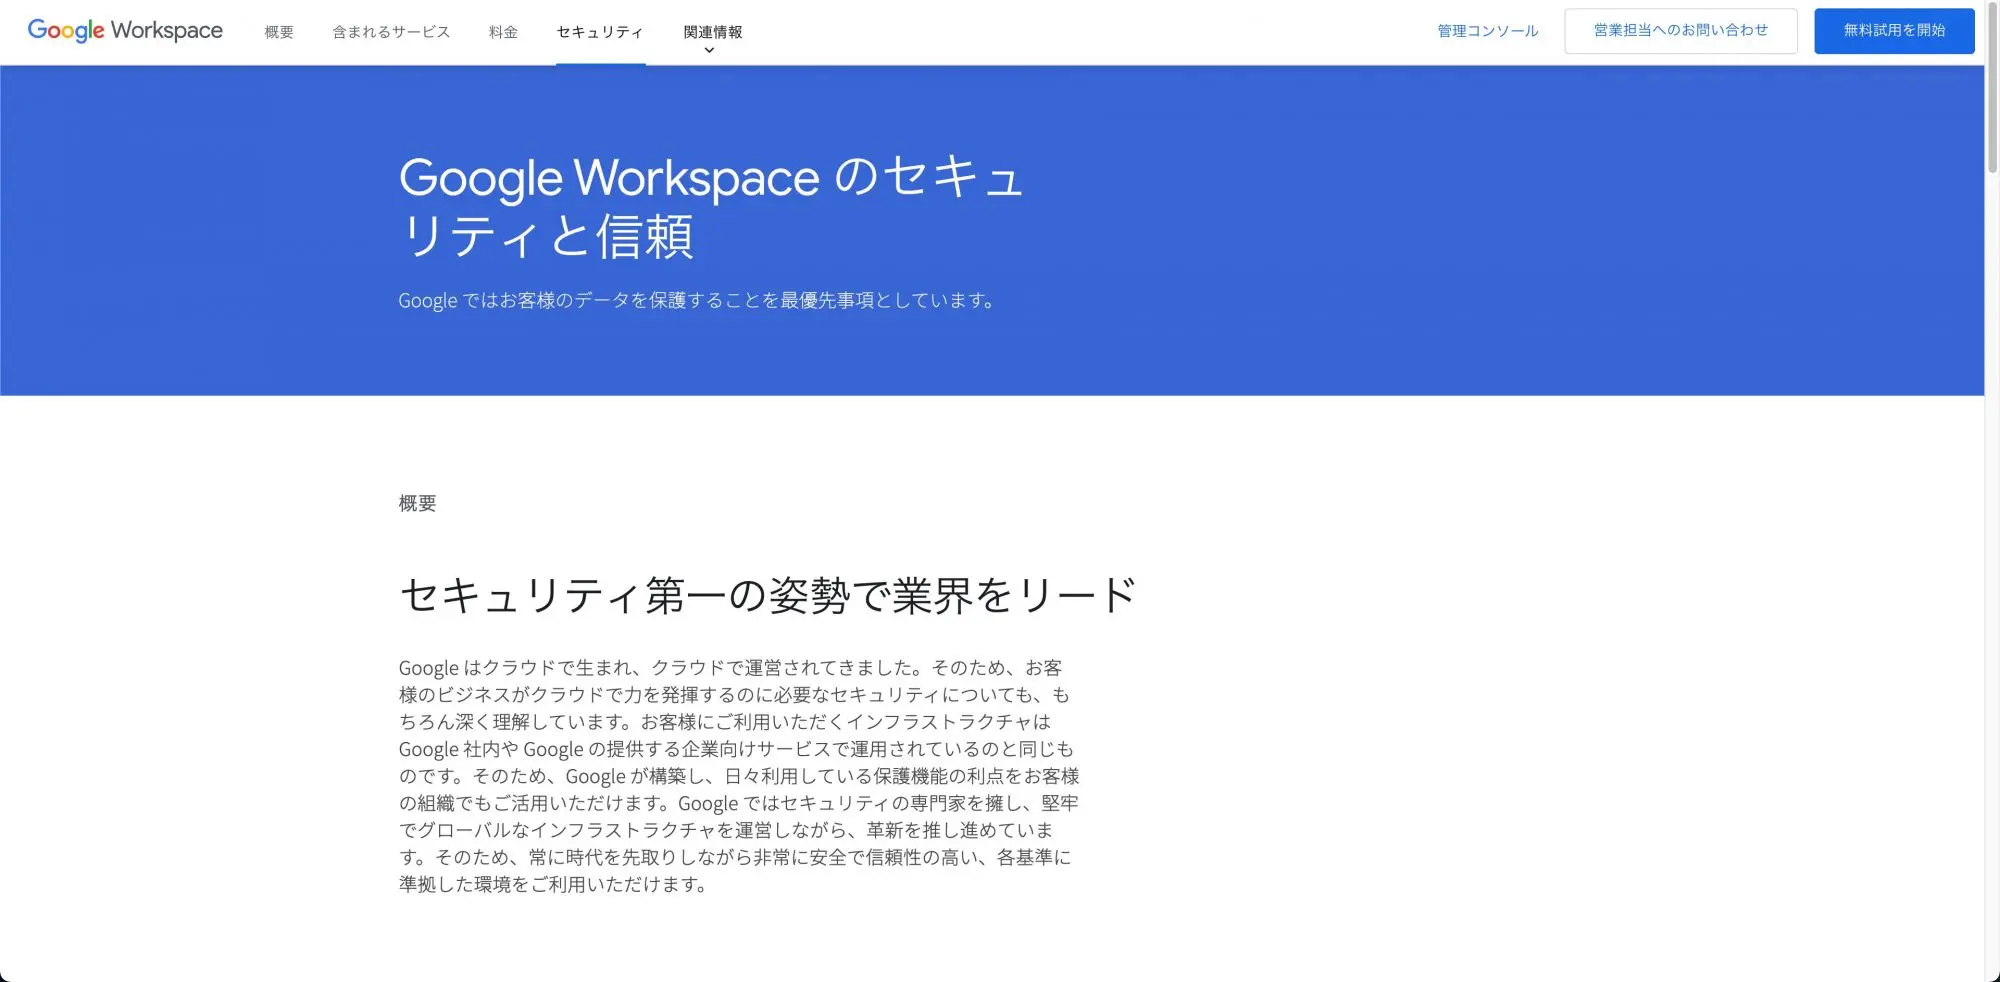 Google Workspace
概要
含まれるサービス
料金
セキュリティ
関連情報
管理コンソール
営業担当へのお問い合わせ
無料試用を開始
Google Workspace のセキュ
リティと信頼
Google ではお客様のデータを保護することを最優先事項としています。
概要
セキュリティ第一の姿勢で業界をリード
Google はクラウドで生まれ、クラウドで運営されてきました。そのため、お客
様のビジネスがクラウドで力を発揮するのに必要なセキュリティについても、も
ちろん深く理解しています。お客様にご利用いただくインフラストラクチャは
Google 社内や Google の提供する企業向けサービスで運用されているのと同じも
のです。そのため、Google が構築し、日々利用している保護機能の利点をお客様
の組織でもご活用いただけます。Google ではセキュリティの専門家を擁し、堅牢
でグローバルなインフラストラクチャを運営しながら、革新を推し進めていま
す。そのため、常に時代を先取りしながら非常に安全で信頼性の高い、各基準に
準拠した環境をご利用いただけます。